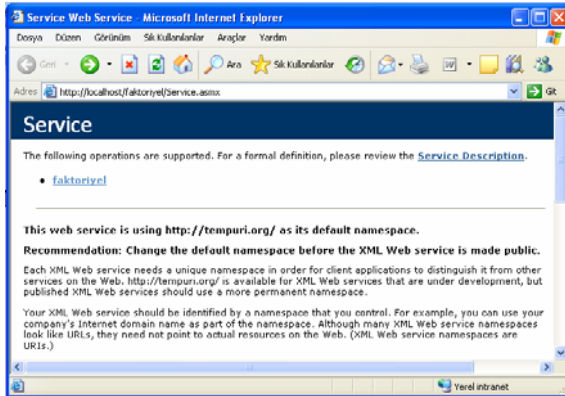 Service Web Service - Microsoft Internet Explorer
Dosya Düzen Görünüm Sık Kullanılanlar Araçlar Yardım
Geri Ara Sık Kullanılanlar
Adres http://localhost/faktoriyel/Service.asmx Git
Service
The following operations are supported. For a formal definition, please review the Service Description.
• faktoriyel
This web service is using http://tempuri.org/ as its default namespace.
Recommendation: Change the default namespace before the XML Web service is made public.
Each XML Web service needs a unique namespace in order for client applications to distinguish it from other
services on the Web. http://tempuri.org/ is available for XML Web services that are under development, but
published XML Web services should use a more permanent namespace.
Your XML Web service should be identified by a namespace that you control. For example, you can use your
company's Internet domain name as part of the namespace. Although many XML Web service namespaces
look like URLs, they need not point to actual resources on the Web. (XML Web service namespaces are
URIs.)
Yerel intranet